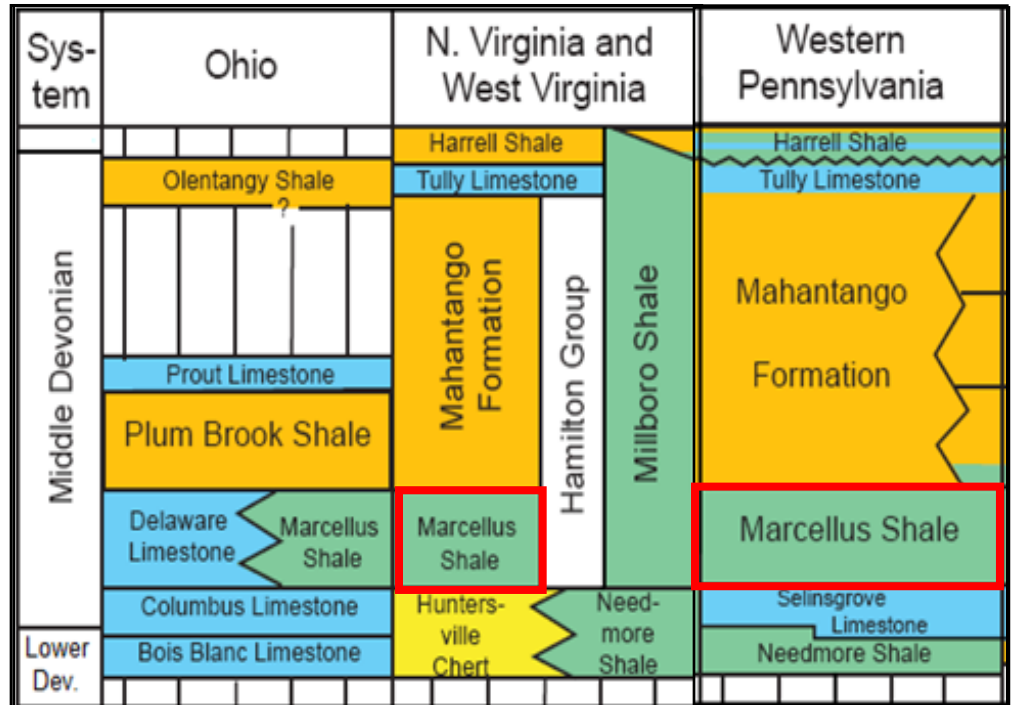 Sys-
tem
Ohio
N. Virginia and
West Virginia
Western
Pennsylvania
Middle Devonian
Lower
Dev.
Olentangy Shale
?
Prout Limestone
Plum Brook Shale
Delaware
Limestone
Marcellus
Shale
Columbus Limestone
Bois Blanc Limestone
Harrell Shale
Tully Limestone
Mahantango
Formation
Hamilton Group
Millboro Shale
Marcellus
Shale
Hunters-
ville
Chert
Need-
more
Shale
Harrell Shale
Tully Limestone
Mahantango
Formation
Marcellus Shale
Selinsgrove
Limestone
Needmore Shale